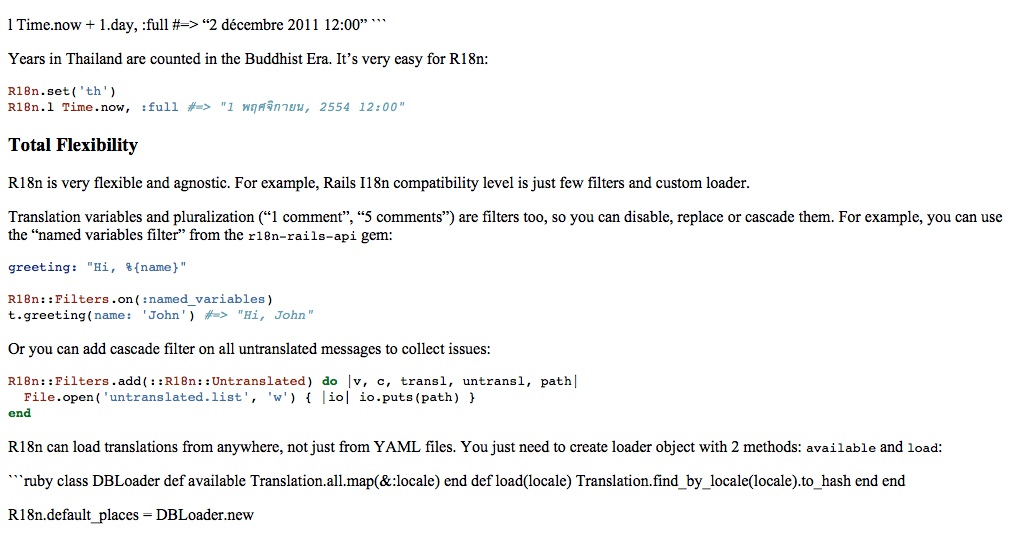 l Time.now + 1.day, :full #=> “2 décembre 2011 12:00” ```
Years in Thailand are counted in the Buddhist Era. It’s very easy for R18n:
R18n.set('th')
R18n.l Time.now, :full #=> "1 พฤศจิกายน, 2554 12:00"
Total Flexibility
R18n is very flexible and agnostic. For example, Rails I18n compatibility level is just few filters and custom loader.
Translation variables and pluralization (“1 comment”, “5 comments”) are filters too, so you can disable, replace or cascade them. For example, you can use
the “named variables filter” from the r18n-rails-api gem:
greeting: "Hi, %{name}"
R18n::Filters.on(:named_variables)
t.greeting(name: 'John') #=> "Hi, John"
Or you can add cascade filter on all untranslated messages to collect issues:
R18n::Filters.add(::R18n::Untranslated) do |v, c, transl, untransl, path|
  File.open('untranslated.list', 'w') { |io| io.puts(path) }
end
R18n can load translations from anywhere, not just from YAML files. You just need to create loader object with 2 methods: available and load:
```ruby class DBLoader def available Translation.all.map(&:locale) end def load(locale) Translation.find_by_locale(locale).to_hash end end
R18n.default_places = DBLoader.new